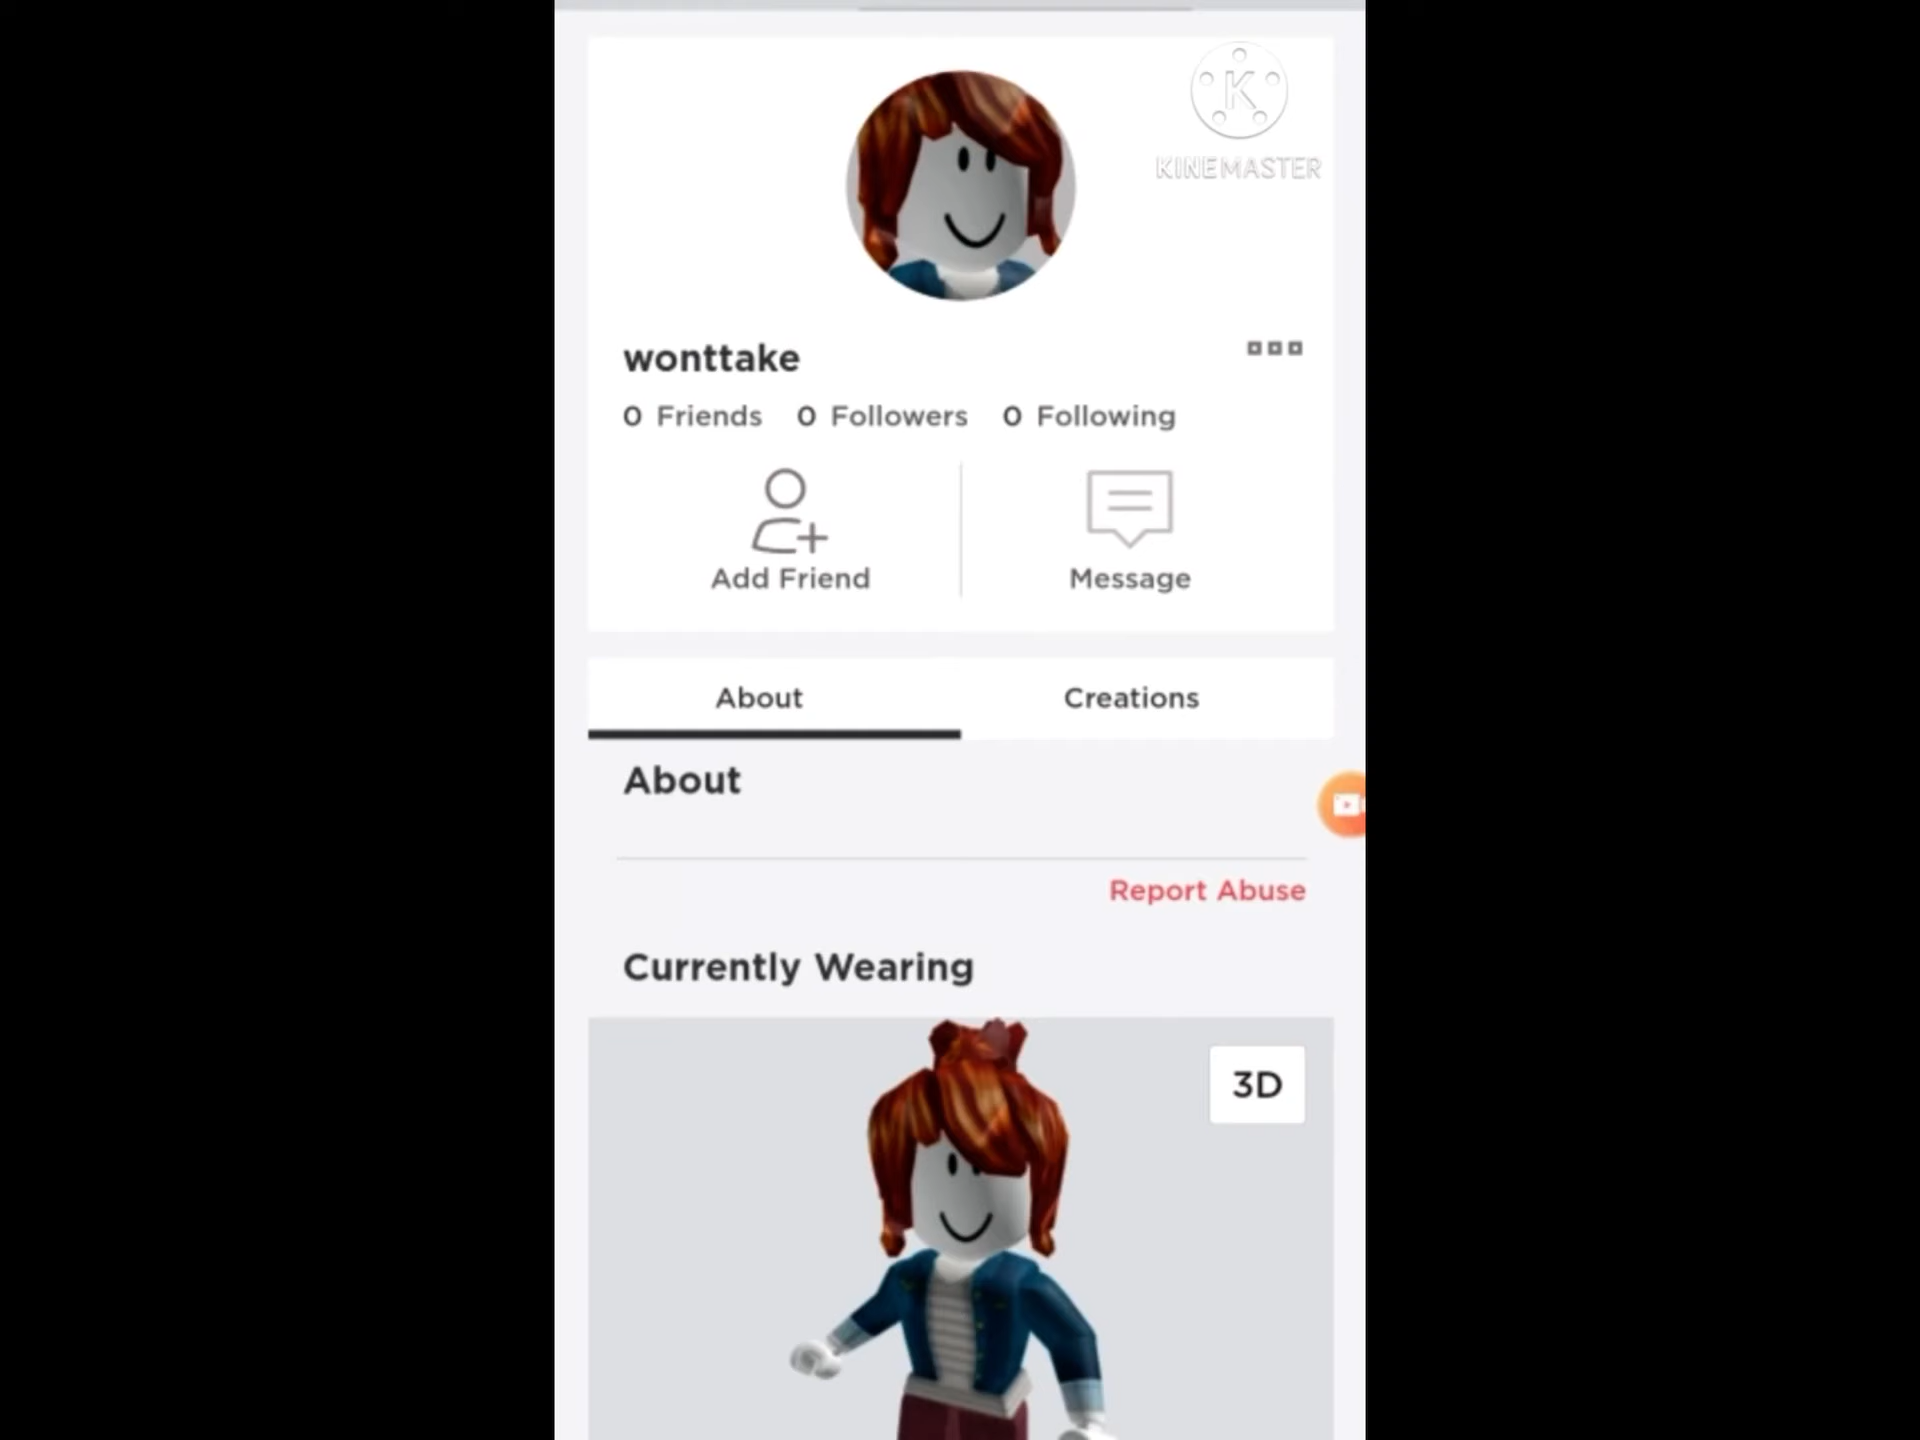 K
KINEMASTER
wonttake
0 Friends 0 Followers 0 Following
Add Friend Message
About Creations
About
Report Abuse
Currently Wearing
3D